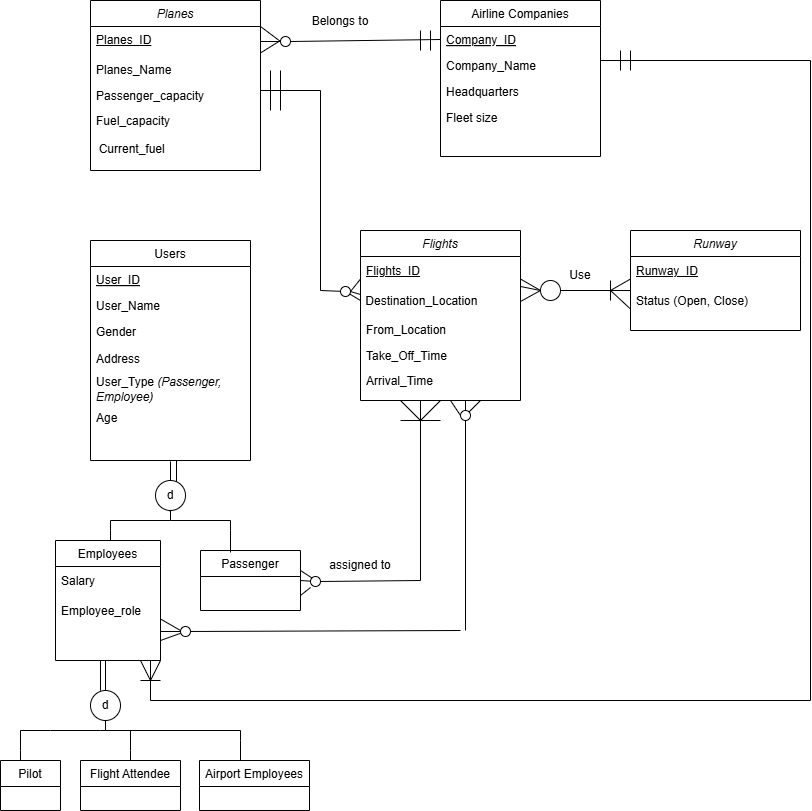 Planes
Planes_ID
Planes_Name
Passenger_capacity
Fuel_capacity
Current_fuel
Belongs to
Airline Companies
Company_ID
Company_Name
Headquarters
Fleet size
Users
User_ID
User_Name
Gender
Address
User_Type (Passenger,
Employee)
Age
Flights
Flights_ID
Destination_Location
From_Location
Take_Off_Time
Arrival_Time
Use
Runway
Runway_ID
Status (Open, Close)
d
Employees
Salary
Employee_role
Passenger
assigned to
d
Pilot
Flight Attendee
Airport Employees